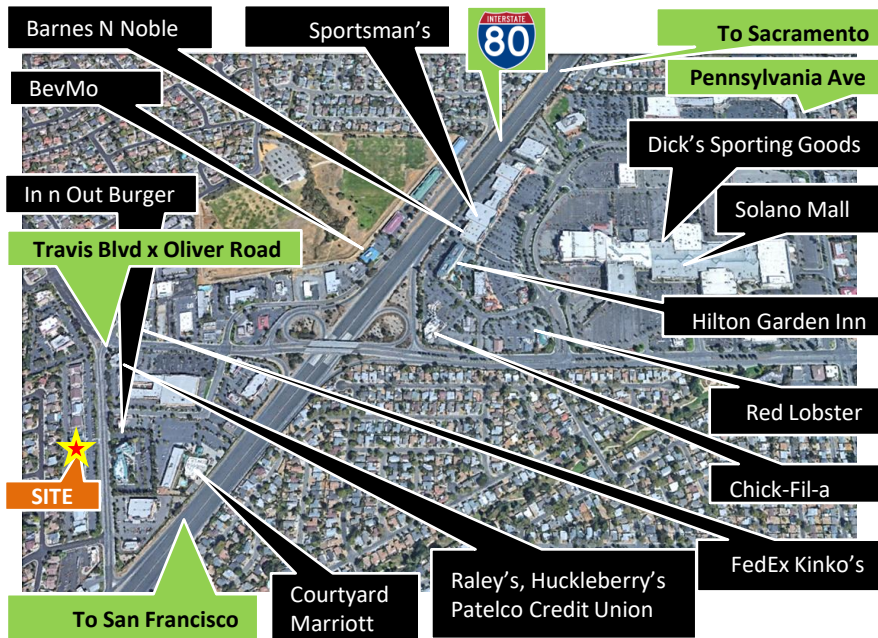 Barnes N Noble
Sportsman's
INTERSTATE
80
To Sacramento
BevMo
Pennsylvania Ave
Dick's Sporting Goods
In n Out Burger
Solano Mall
Travis Blvd x Oliver Road
Hilton Garden Inn
Red Lobster
Chick-Fil-a
SITE
FedEx Kinko's
Raley's, Huckleberry's
Patelco Credit Union
Courtyard
Marriott
To San Francisco